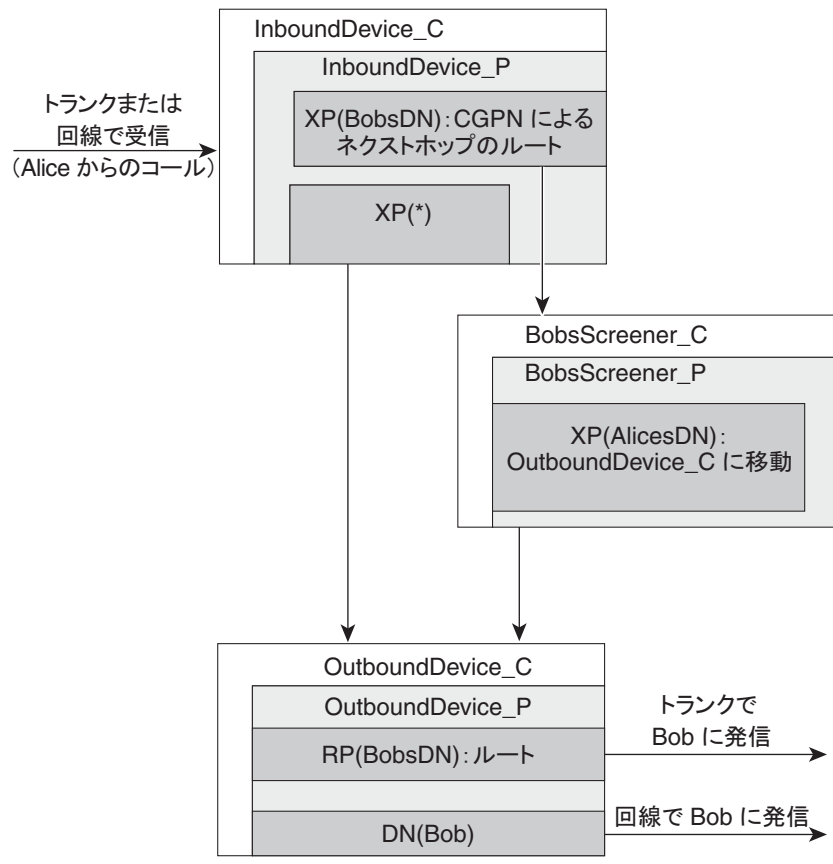 InboundDevice_C
InboundDevice_P
トランクまたは
回線で受信
（Alice からのコール）
XP(BobsDN)：CGPN による
ネクストホップのルート
XP(*)
BobsScreener_C
BobsScreener_P
XP(AlicesDN)：
OutboundDevice_C に移動
OutboundDevice_C
OutboundDevice_P
RP(BobsDN)：ルート
トランクで
Bob に発信
DN(Bob)
回線で Bob に発信